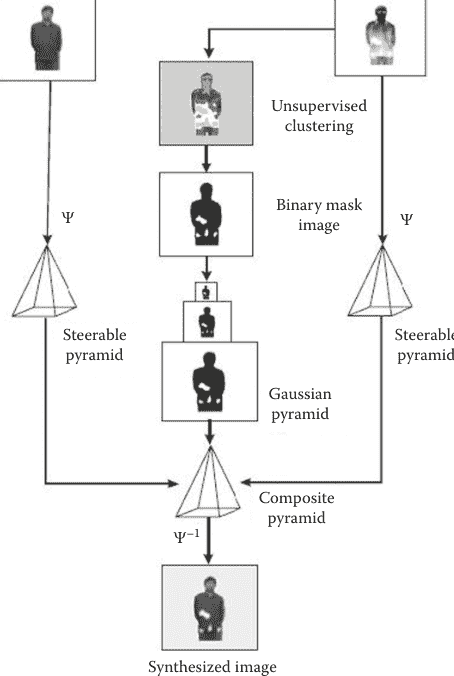 Unsupervised
clustering
Binary mask
image
Ψ
Ψ
Steerable
pyramid
Steerable
pyramid
Gaussian
pyramid
Composite
pyramid
Ψ⁻¹
Synthesized image